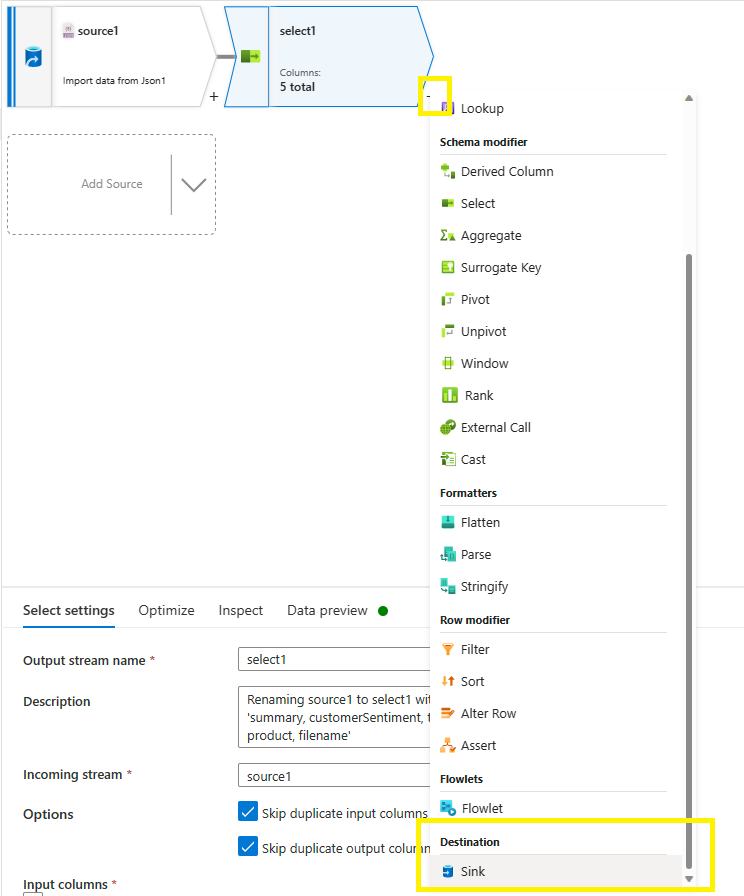 source1
Import data from Json1
+
select1
Columns:
5 total
Add Source
Lookup
Schema modifier
Derived Column
Select
Aggregate
Surrogate Key
Pivot
Unpivot
Window
Rank
External Call
Cast
Formatters
Flatten
Parse
Stringify
Row modifier
Filter
Sort
Alter Row
Assert
Flowlets
Flowlet
Destination
Sink
Select settings Optimize Inspect Data preview
Output stream name *
select1
Description
Renaming source1 to select1
'summary, customerSentiment,
product, filename'
Incoming stream *
source1
Options
Skip duplicate input columns
Skip duplicate output
Input columns *